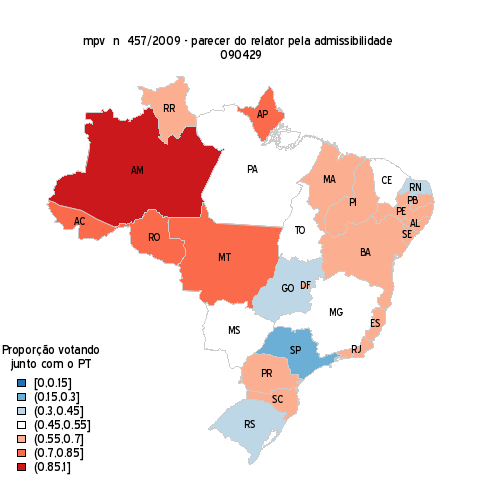 mpv n 457/2009 - parecer do relator pela admissibilidade
090429
RR
AP
AM
PA
MA
CE
RN
PB
PI
PE
AL
SE
AC
RO
TO
BA
MT
GO
DF
MG
MS
ES
SP
RJ
PR
SC
RS
Proporção votando
junto com o PT
[0,0.15]
(0.15,0.3]
(0.3,0.45]
(0.45,0.55]
(0.55,0.7]
(0.7,0.85]
(0.85,1]